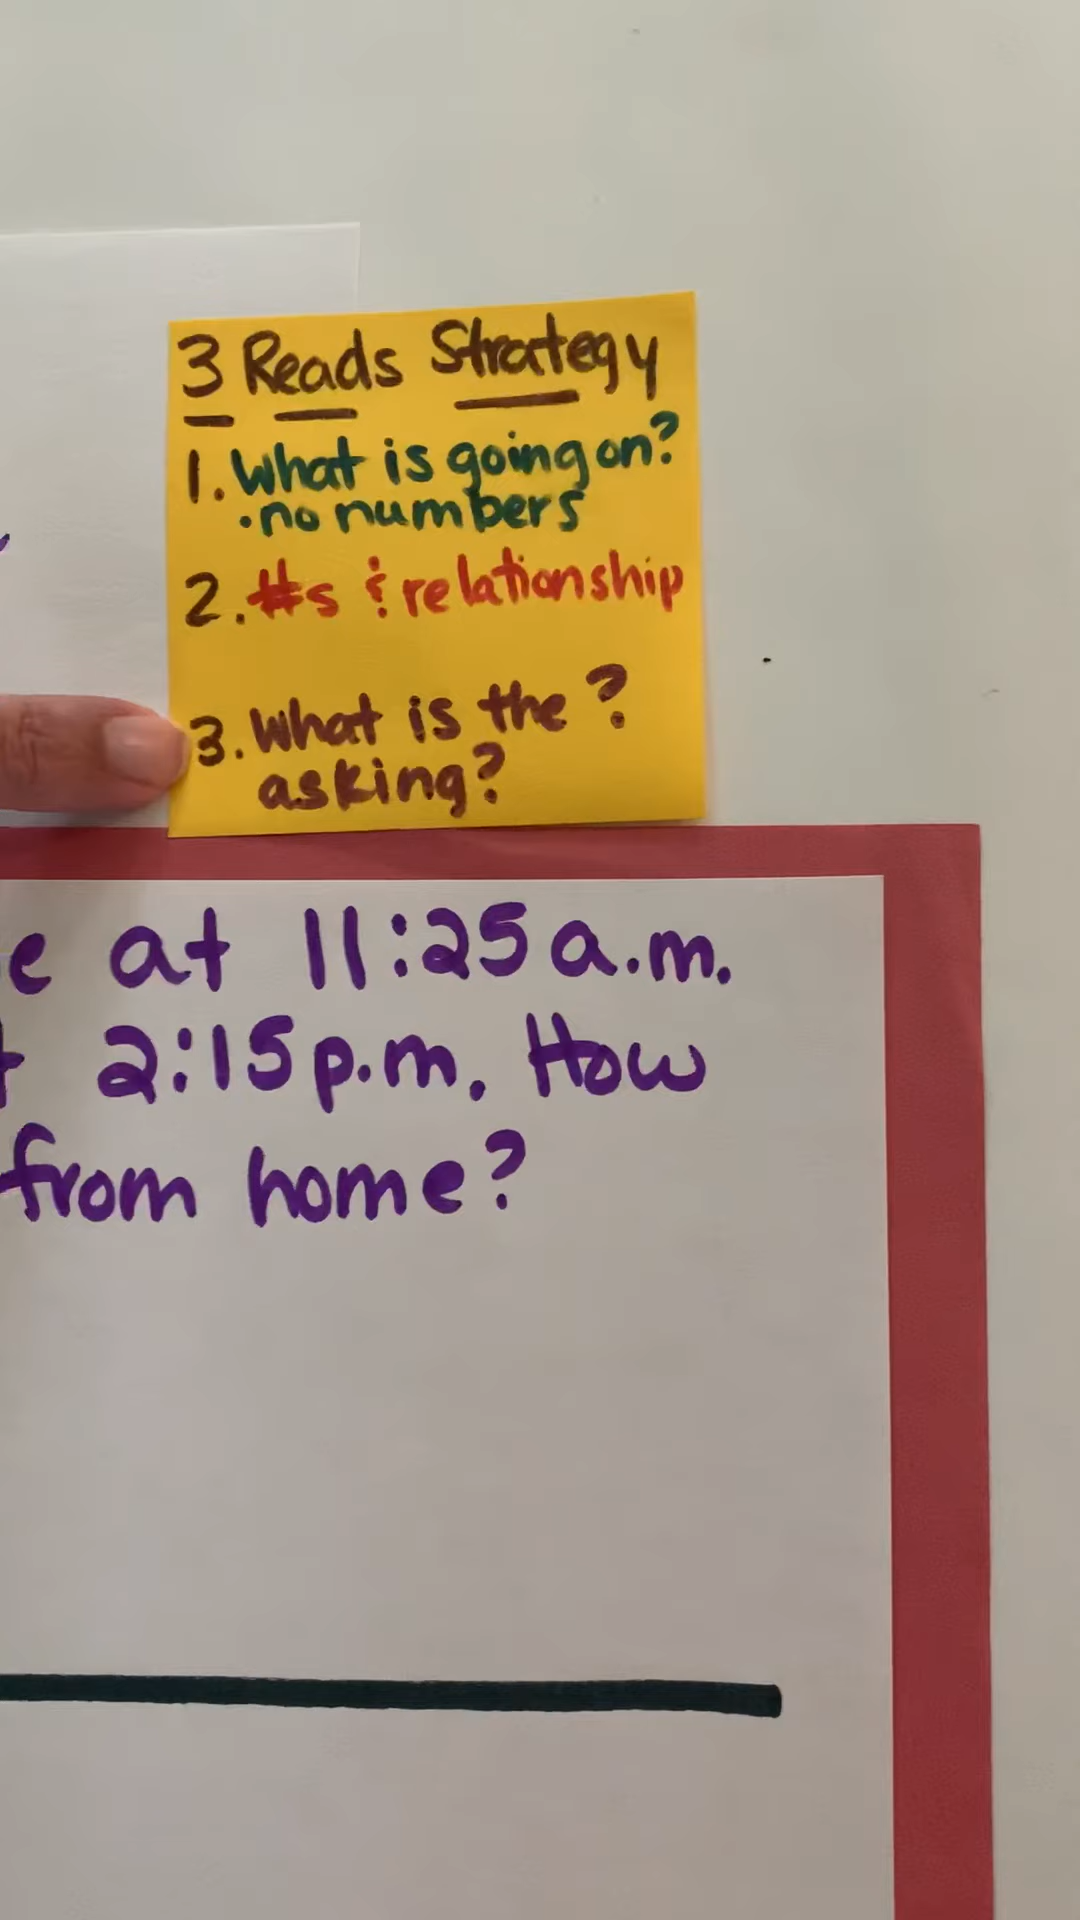 3 Reads Strategy
1. What is going on?
• no numbers
2. #s & relationship
3. What is the ?
asking?
at 11:25 a.m.
2:15 p.m. How
from home?